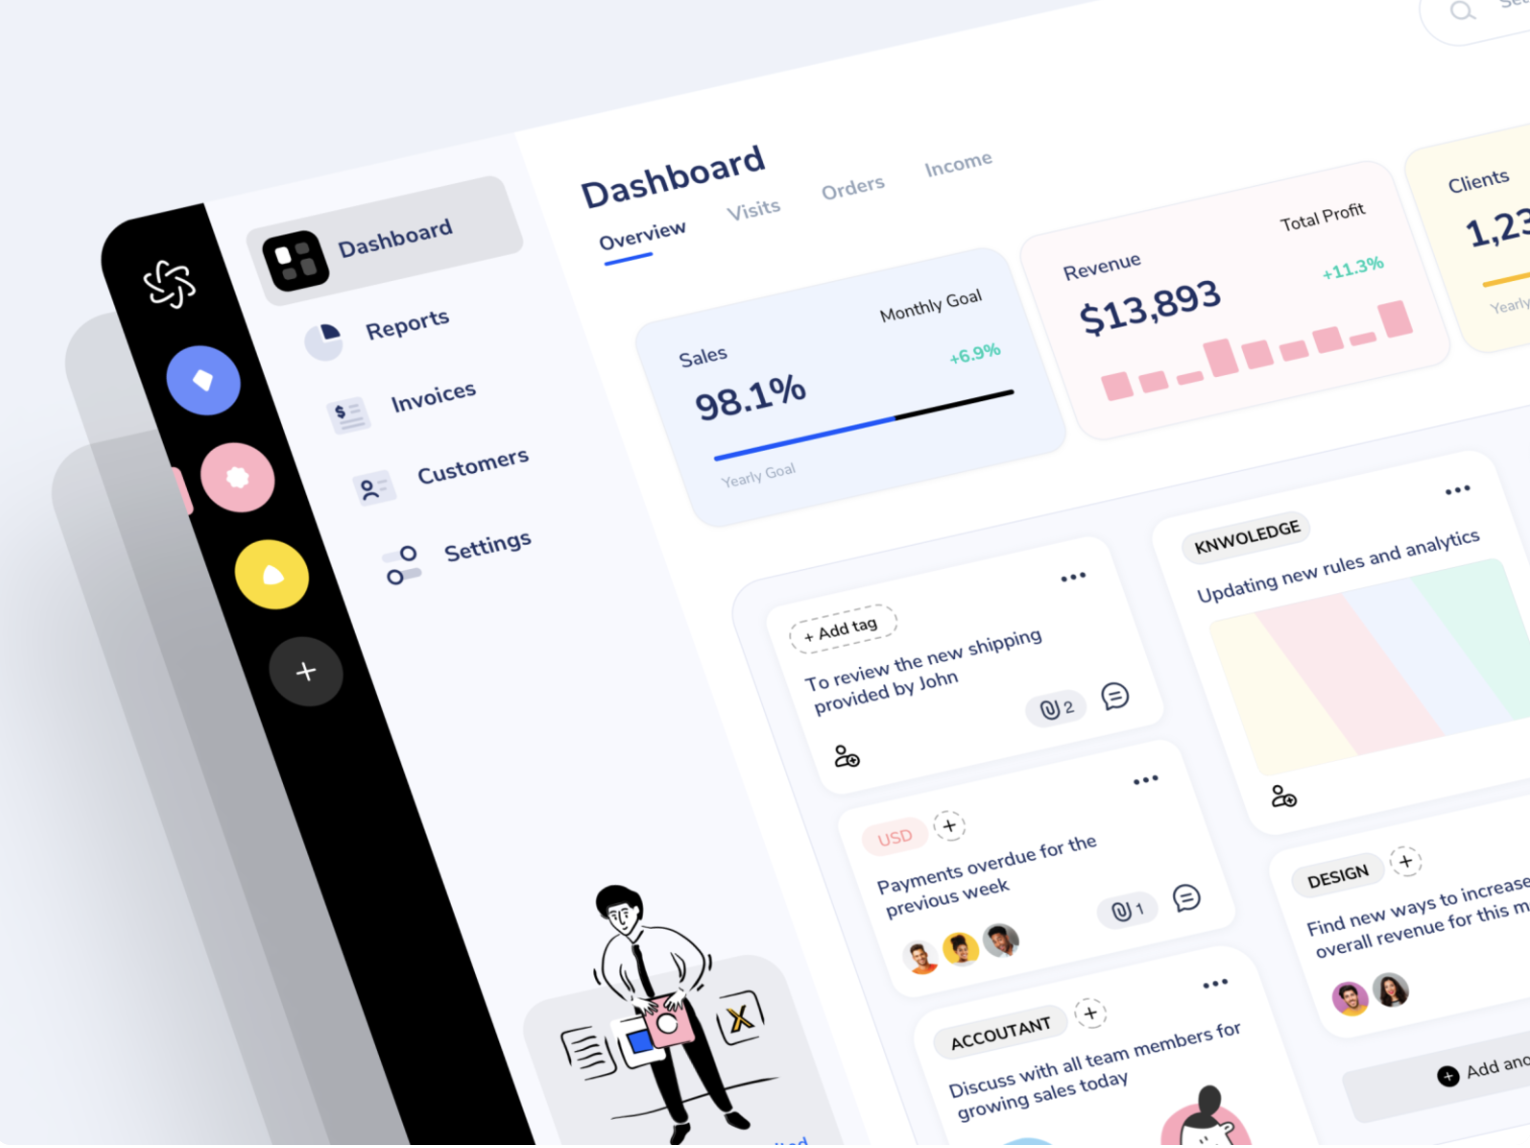 Dashboard
Reports
Invoices
Customers
Settings
Dashboard
Overview
Visits
Orders
Income
Sales
Monthly Goal
98.1%
+6.9%
Yearly Goal
Revenue
Total Profit
$13,893
+11.3%
Clients
1,23
Yearly
+ Add tag
To review the new shipping
provided by John
2
USD
Payments overdue for the
previous week
1
ACCOUTANT
Discuss with all team members for
growing sales today
KNWOLEDGE
Updating new rules and analytics
DESIGN
Find new ways to increase
overall revenue for this m
Add ano